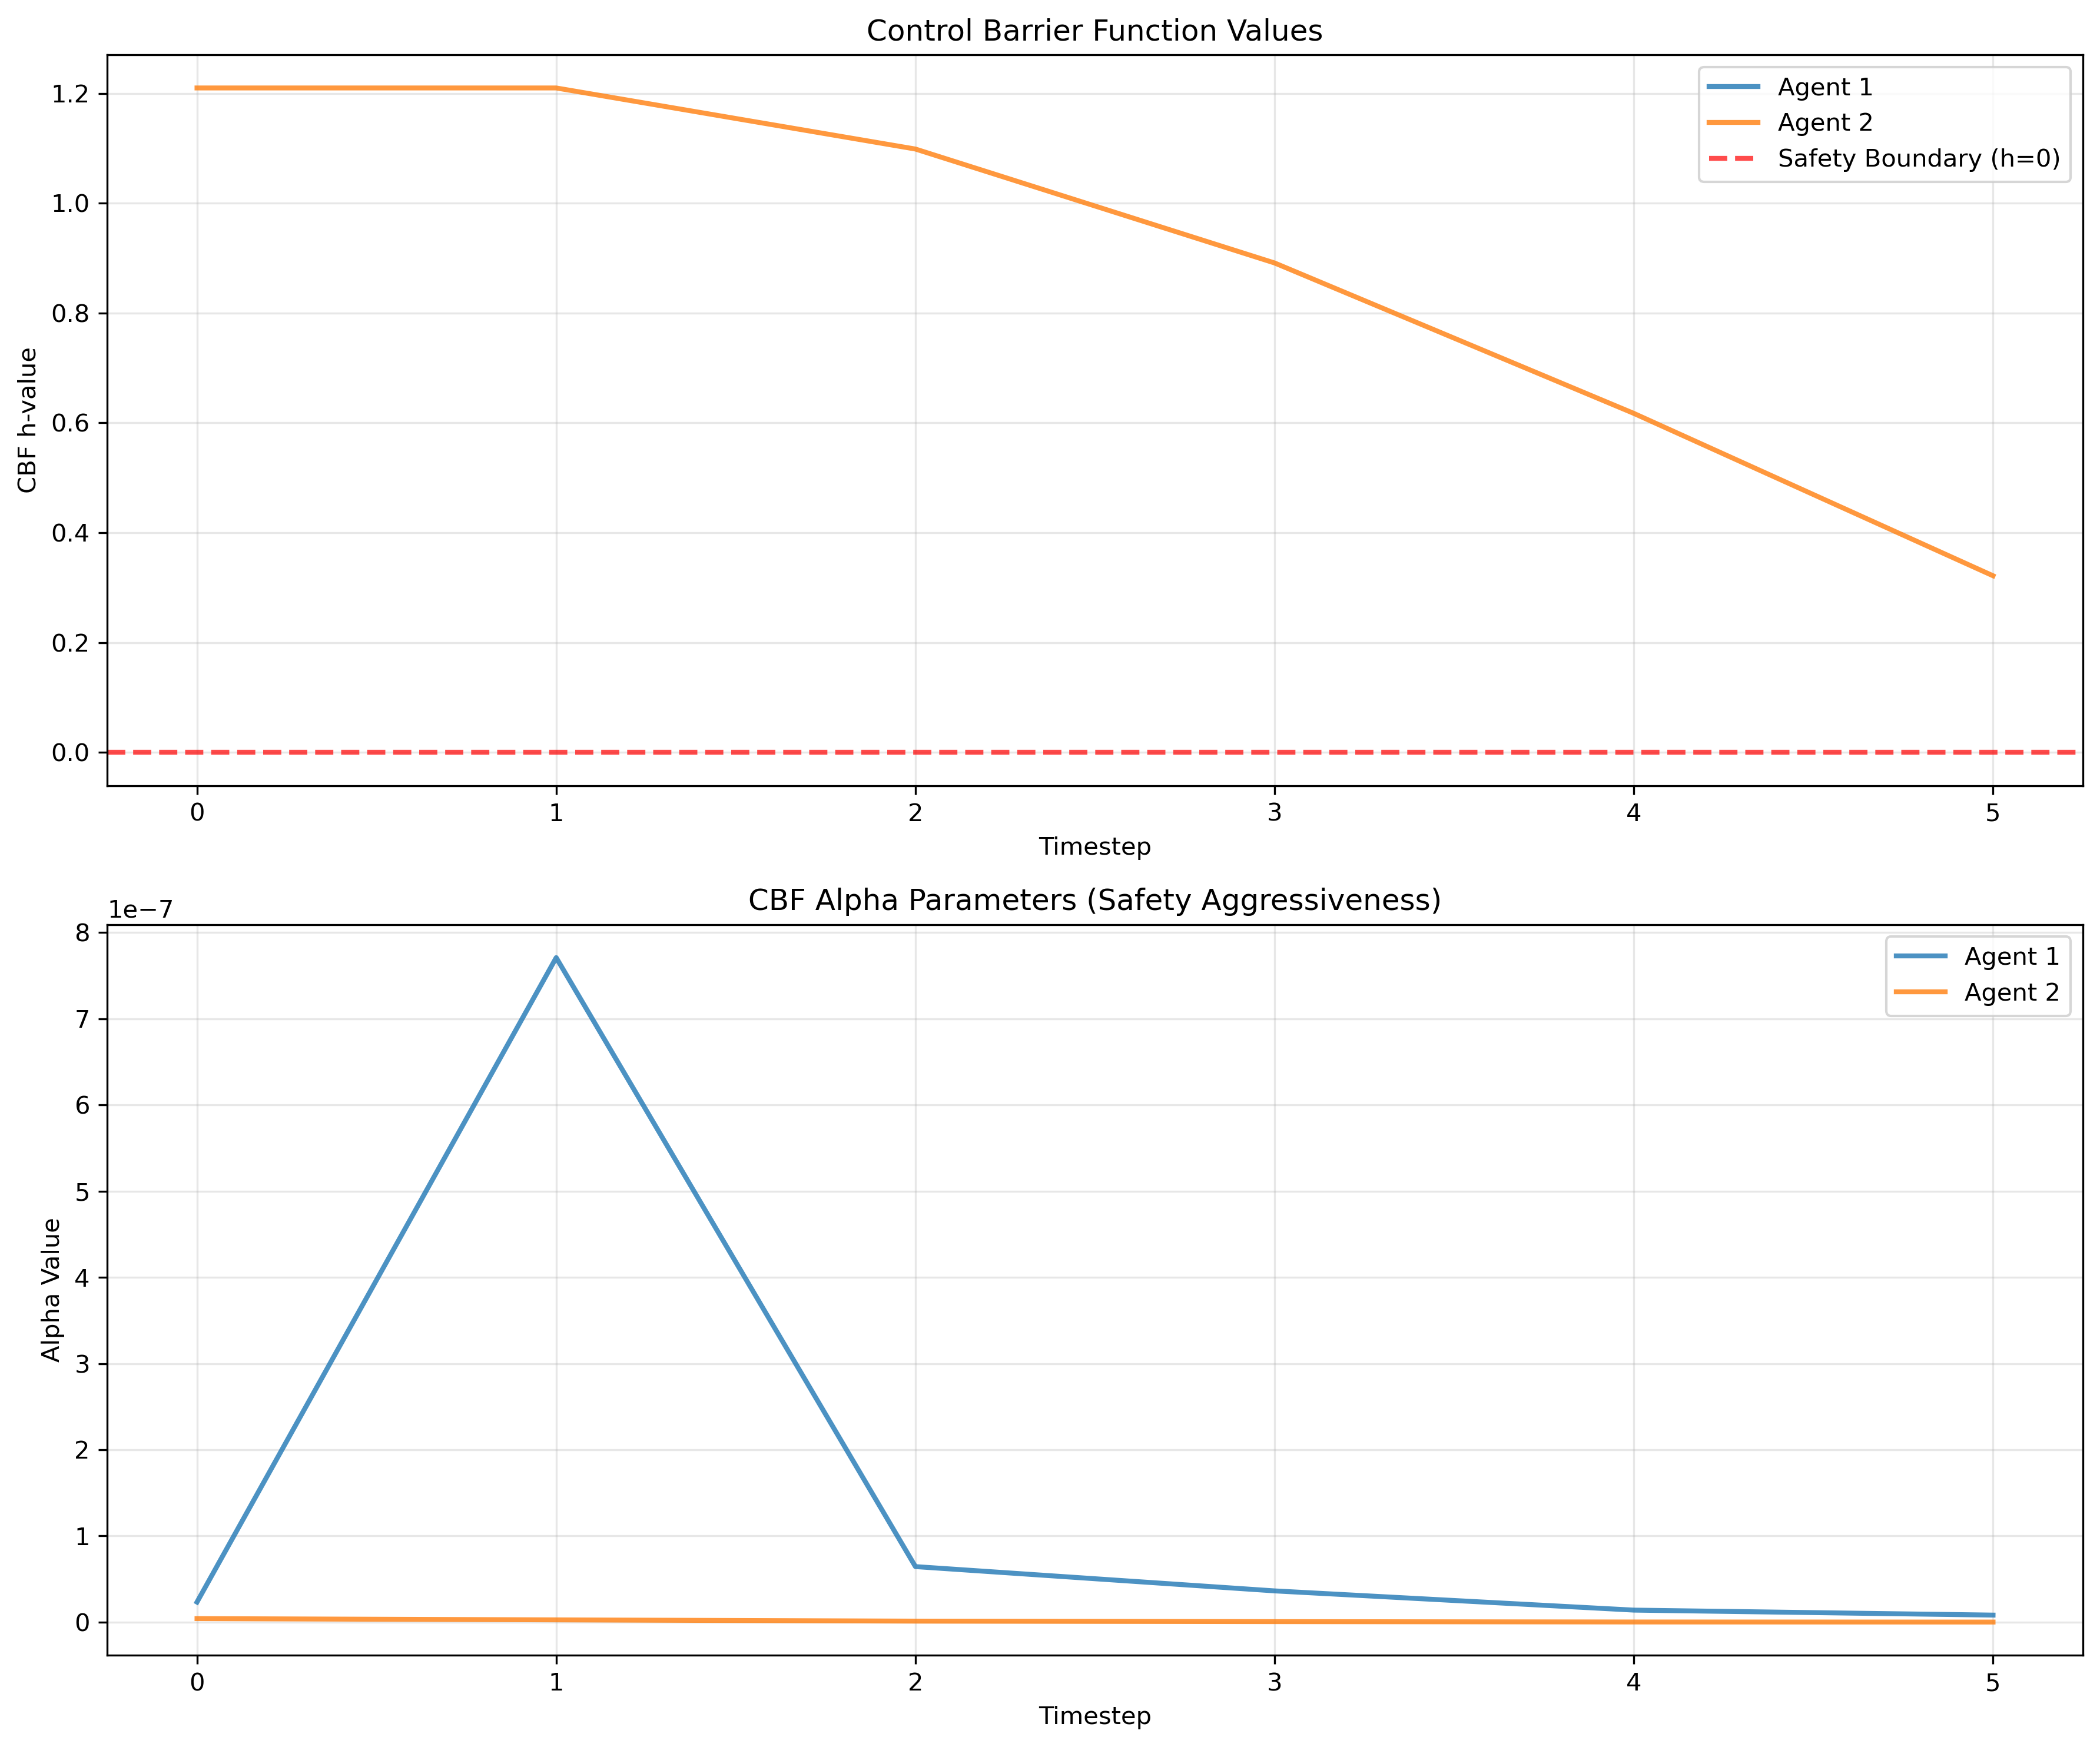 Control Barrier Function Values
1.2
1.0
0.8
0.6
0.4
0.2
0.0
CBF h-value
Agent 1
Agent 2
Safety Boundary (h=0)
0 1 2 3 4 5
Timestep
CBF Alpha Parameters (Safety Aggressiveness)
1e−7
8
7
6
5
4
3
2
1
0
Alpha Value
Agent 1
Agent 2
0 1 2 3 4 5
Timestep